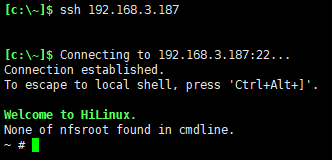 [c:\~]$ ssh 192.168.3.187
[c:\~]$ Connecting to 192.168.3.187:22...
Connection established.
To escape to local shell, press 'Ctrl+Alt+]'.
Welcome to HiLinux.
None of nfsroot found in cmdline.
~ #